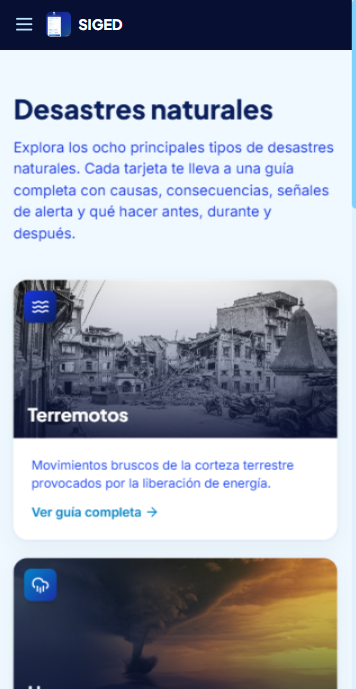 SIGED
Desastres naturales
Explora los ocho principales tipos de desastres
naturales. Cada tarjeta te lleva a una guía
completa con causas, consecuencias, señales
de alerta y qué hacer antes, durante y
después.
Terremotos
Movimientos bruscos de la corteza terrestre
provocados por la liberación de energía.
Ver guía completa →